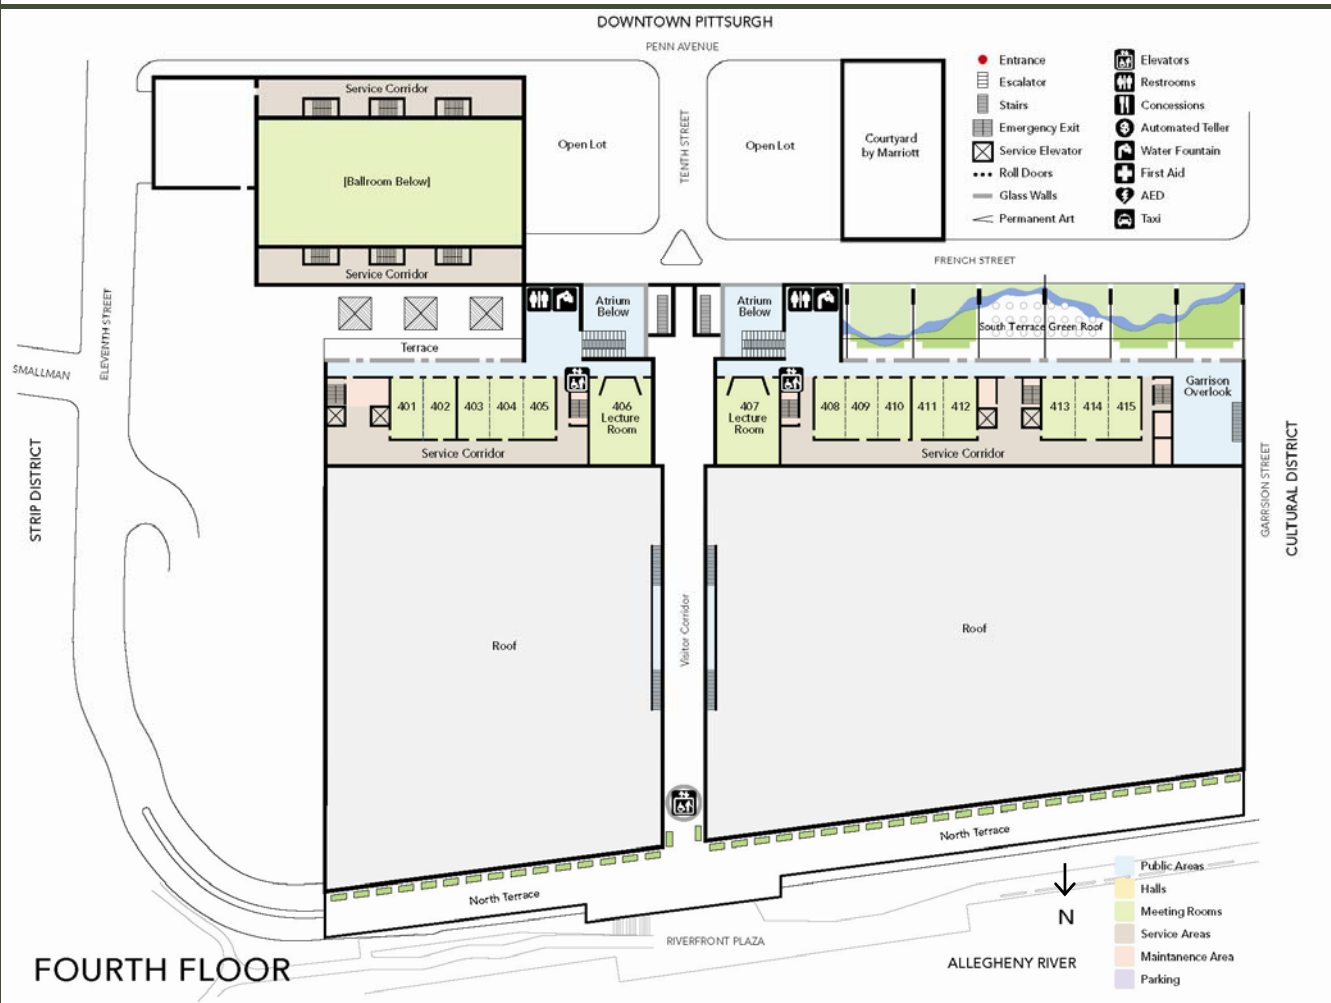 DOWNTOWN PITTSURGH
PENN AVENUE
Service Corridor
[Ballroom Below]
Service Corridor
Open Lot
TENTH STREET
Open Lot
Courtyard
by Marriott
Entrance
Escalator
Stairs
Emergency Exit
Service Elevator
Roll Doors
Glass Walls
Permanent Art
Elevators
Restrooms
Concessions
Automated Teller
Water Fountain
First Aid
AED
Taxi
FRENCH STREET
ELEVENTH STREET
SMALLMAN
STRIP DISTRICT
Terrace
Atrium
Below
Atrium
Below
South Terrace Green Roof
Garrison
Overlook
401
402
403
404
405
406
Lecture
Room
407
Lecture
Room
408
409
410
411
412
413
414
415
Service Corridor
Service Corridor
GARRSION STREET
CULTURAL DISTRICT
Roof
Visitor Corridor
Roof
North Terrace
North Terrace
N
RIVERFRONT PLAZA
ALLEGHENY RIVER
Public Areas
Halls
Meeting Rooms
Service Areas
Maintanence Area
Parking
FOURTH FLOOR